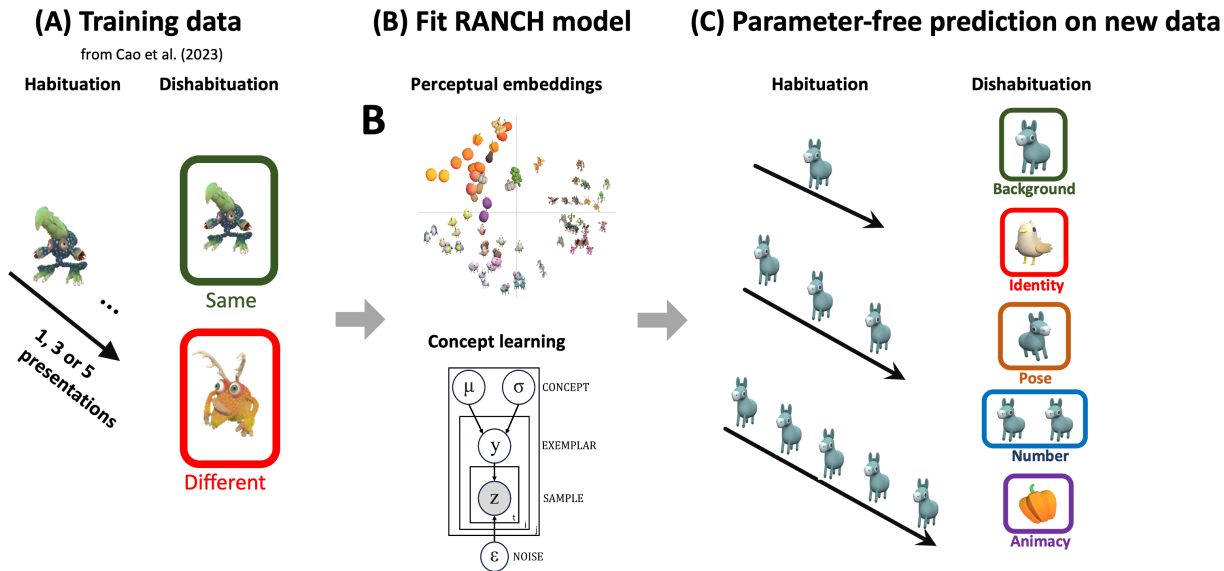 (A) Training data
from Cao et al. (2023)
Habituation
Dishabituation
...
1, 3 or 5
presentations
Same
Different
(B) Fit RANCH model
Perceptual embeddings
B
Concept learning
μ
σ
CONCEPT
y
EXEMPLAR
z
SAMPLE
t
i
j
ε
NOISE
(C) Parameter-free prediction on new data
Habituation
Dishabituation
Background
Identity
Pose
Number
Animacy